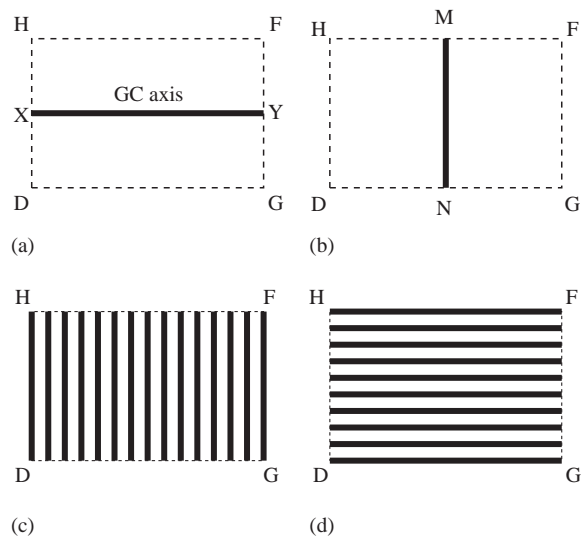 H F
GC axis
X Y
D G
(a)
M
H F
D G
N
(b)
H F
D G
(c)
H F
D G
(d)